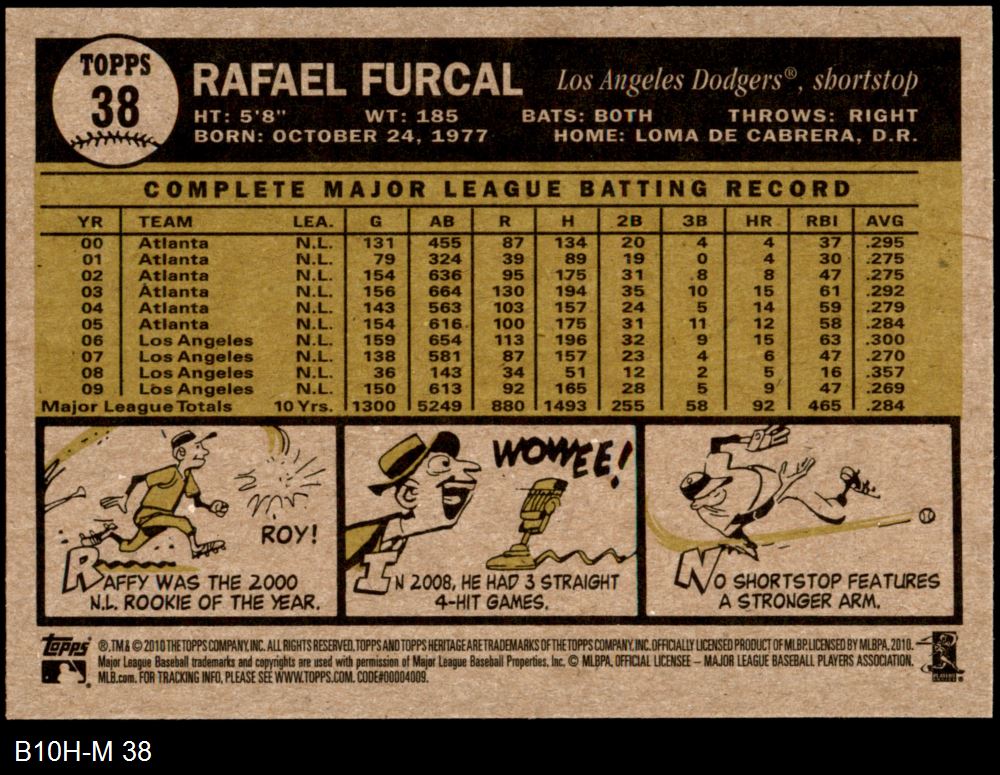 TOPPS
38
RAFAEL FURCAL Los Angeles Dodgers®, shortstop
HT: 5'8" WT: 185 BATS: BOTH THROWS: RIGHT
BORN: OCTOBER 24, 1977 HOME: LOMA DE CABRERA, D.R.
COMPLETE MAJOR LEAGUE BATTING RECORD
YR TEAM LEA. G AB R H 2B 3B HR RBI AVG
00 Atlanta N.L. 131 455 87 134 20 4 4 37 .295
01 Atlanta N.L. 79 324 39 89 19 0 4 30 .275
02 Atlanta N.L. 154 636 95 175 31 8 8 47 .275
03 Atlanta N.L. 156 664 130 194 35 10 15 61 .292
04 Atlanta N.L. 143 563 103 157 24 5 14 59 .279
05 Atlanta N.L. 154 616 100 175 31 11 12 58 .284
06 Los Angeles N.L. 159 654 113 196 32 9 15 63 .300
07 Los Angeles N.L. 138 581 87 157 23 4 6 47 .270
08 Los Angeles N.L. 36 143 34 51 12 2 5 16 .357
09 Los Angeles N.L. 150 613 92 165 28 5 9 47 .269
Major League Totals 10 Yrs. 1300 5249 880 1493 255 58 92 465 .284
ROY!
RAFFY WAS THE 2000
N.L. ROOKIE OF THE YEAR.
WOWEE!
IN 2008, HE HAD 3 STRAIGHT
4-HIT GAMES.
NO SHORTSTOP FEATURES
A STRONGER ARM.
Topps ®,TM & © 2010 THE TOPPS COMPANY, INC. ALL RIGHTS RESERVED. TOPPS AND TOPPS HERITAGE ARE TRADEMARKS OF THE TOPPS COMPANY, INC. OFFICIALLY LICENSED PRODUCT OF MLBP. LICENSED BY MLBPA, 2010.
Major League Baseball trademarks and copyrights are used with permission of Major League Baseball Properties, Inc. © MLBPA, OFFICIAL LICENSEE – MAJOR LEAGUE BASEBALL PLAYERS ASSOCIATION.
MLB.com. FOR TRACKING INFO, PLEASE SEE WWW.TOPPS.COM. CODE#00004009.
B10H-M 38